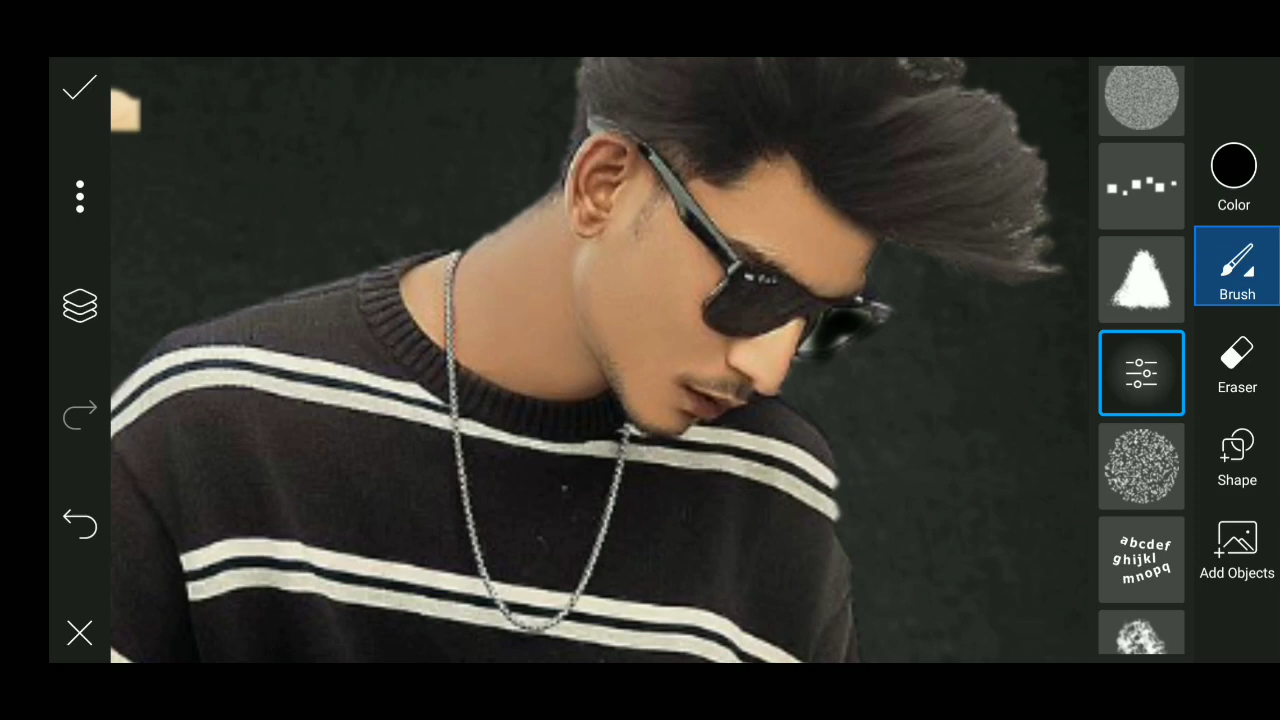 Color
Brush
Eraser
Shape
abcdef
ghijkl
mnopq
Add Objects